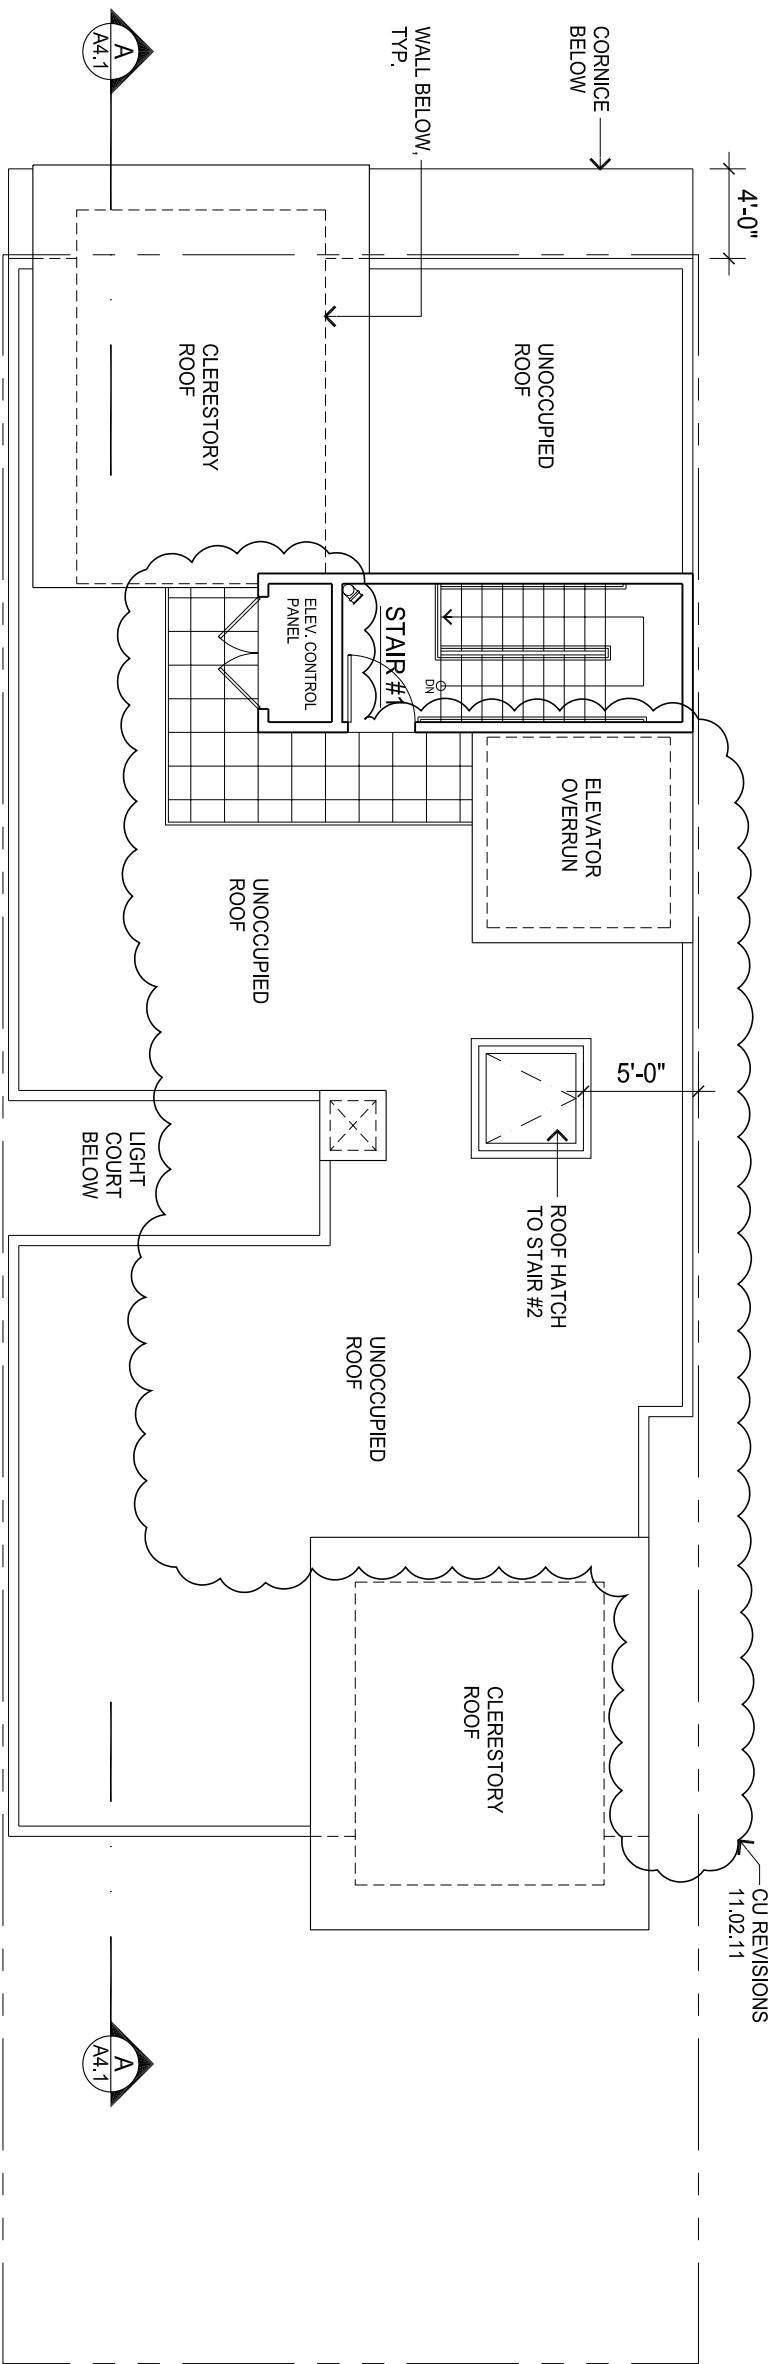 CU REVISIONS
11.02.11
4'-0"
5'-0"
CORNICE
BELOW
WALL BELOW,
TYP.
UNOCCUPIED
ROOF
ELEVATOR
OVERRUN
ROOF HATCH
TO STAIR #2
CLERESTORY
ROOF
DN
STAIR #1
ELEV. CONTROL
PANEL
UNOCCUPIED
ROOF
UNOCCUPIED
ROOF
CLERESTORY
ROOF
LIGHT
COURT
BELOW
A
A4.1
A
A4.1